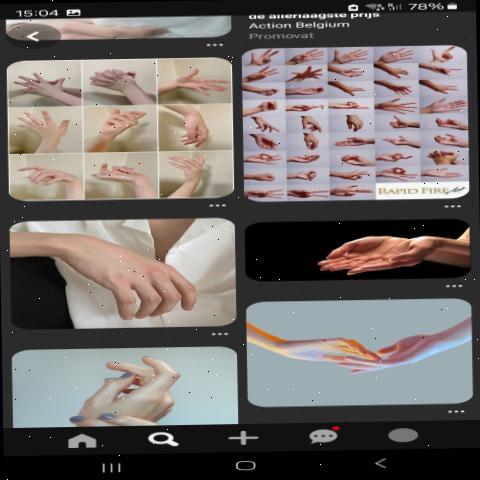 15:04
78%
de allerlaagste prijs
Action Belgium
Promovat
RAPID FIRE